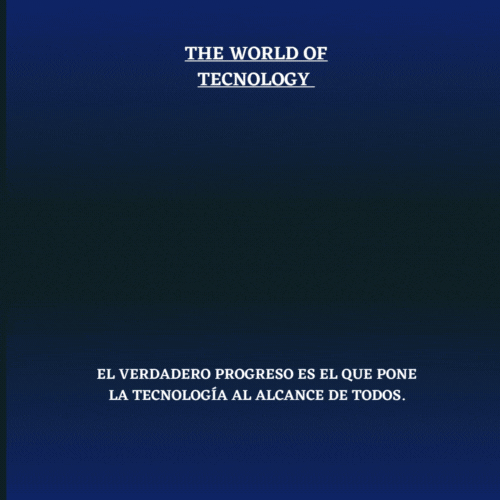 THE WORLD OF
TECNOLOGY
EL VERDADERO PROGRESO ES EL QUE PONE
LA TECNOLOGÍA AL ALCANCE DE TODOS.